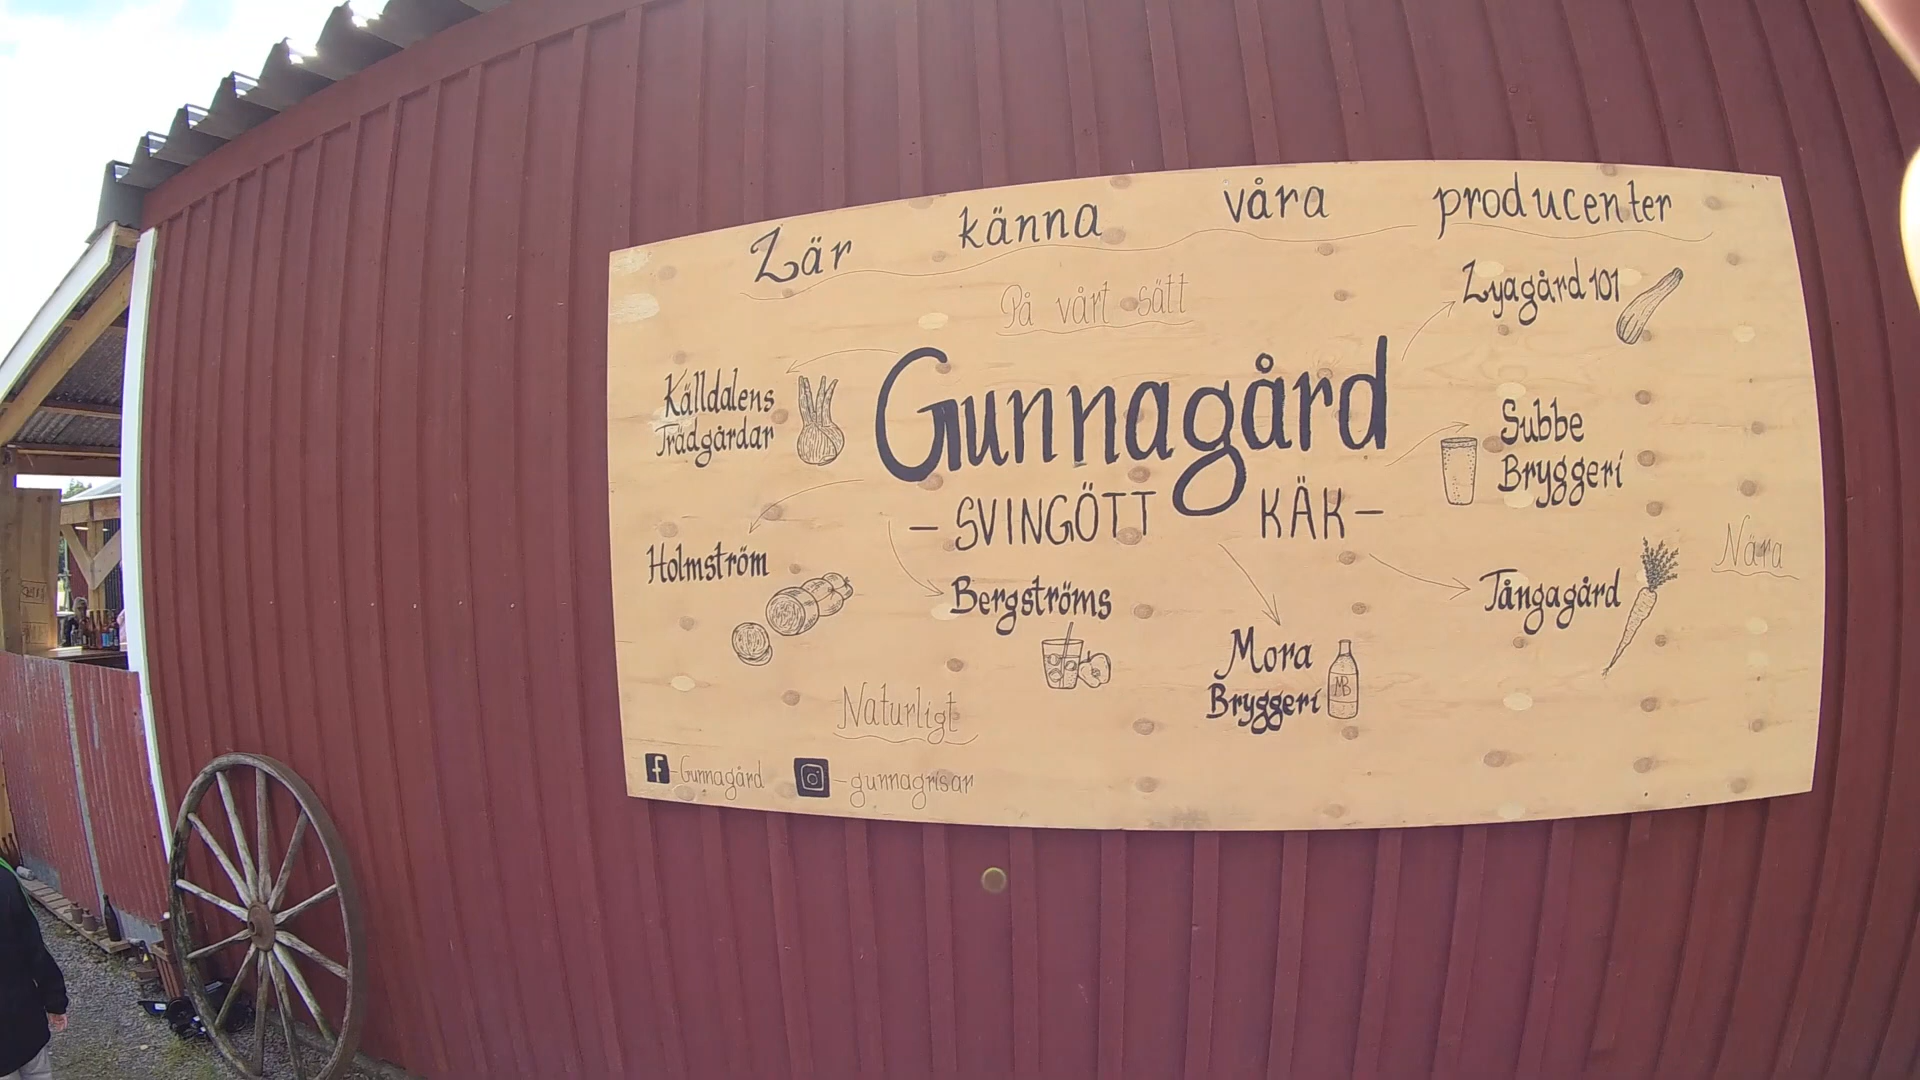 Lär känna våra producenter
På vårt sätt
Lyagård 101
Källdalens
Trädgårdar
Gunnagård
Subbe
Bryggeri
- SVINGÖTT KÄK -
Nära
Holmström
Bergströms
Tångagård
Mora
Bryggeri
MB
Naturligt
f - Gunnagård
- gunnagrisar